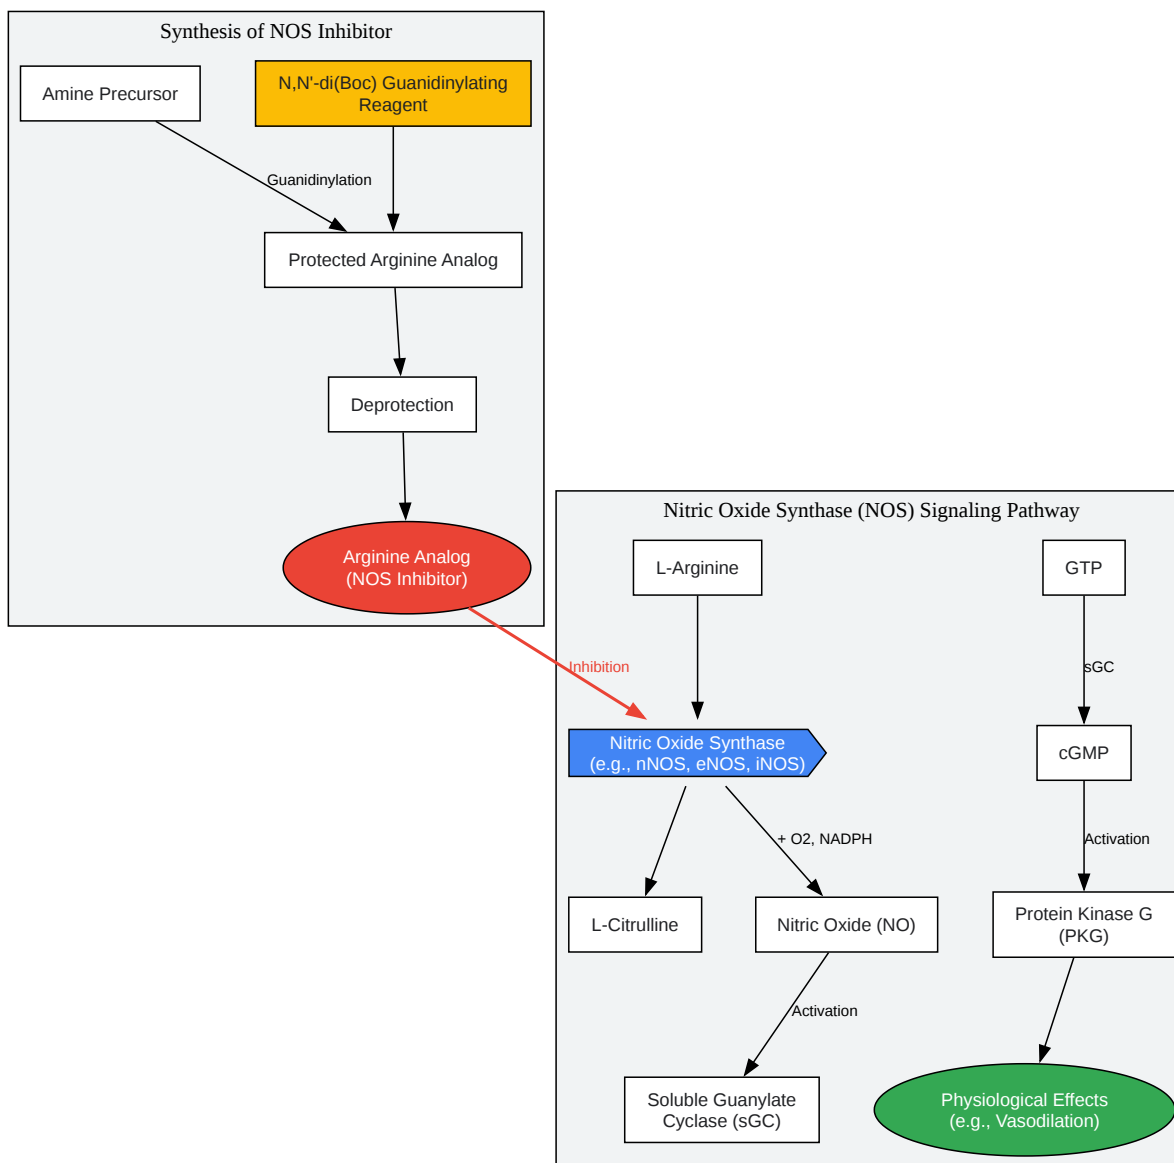 Synthesis of NOS Inhibitor
Amine Precursor
N,N'-di(Boc) Guanidinylating
Reagent
Guanidinylation
Protected Arginine Analog
Deprotection
Arginine Analog
(NOS Inhibitor)
Inhibition
Nitric Oxide Synthase (NOS) Signaling Pathway
L-Arginine
GTP
sGC
Nitric Oxide Synthase
(e.g., nNOS, eNOS, iNOS)
cGMP
+ O2, NADPH
Activation
L-Citrulline
Nitric Oxide (NO)
Protein Kinase G
(PKG)
Activation
Soluble Guanylate
Cyclase (sGC)
Physiological Effects
(e.g., Vasodilation)